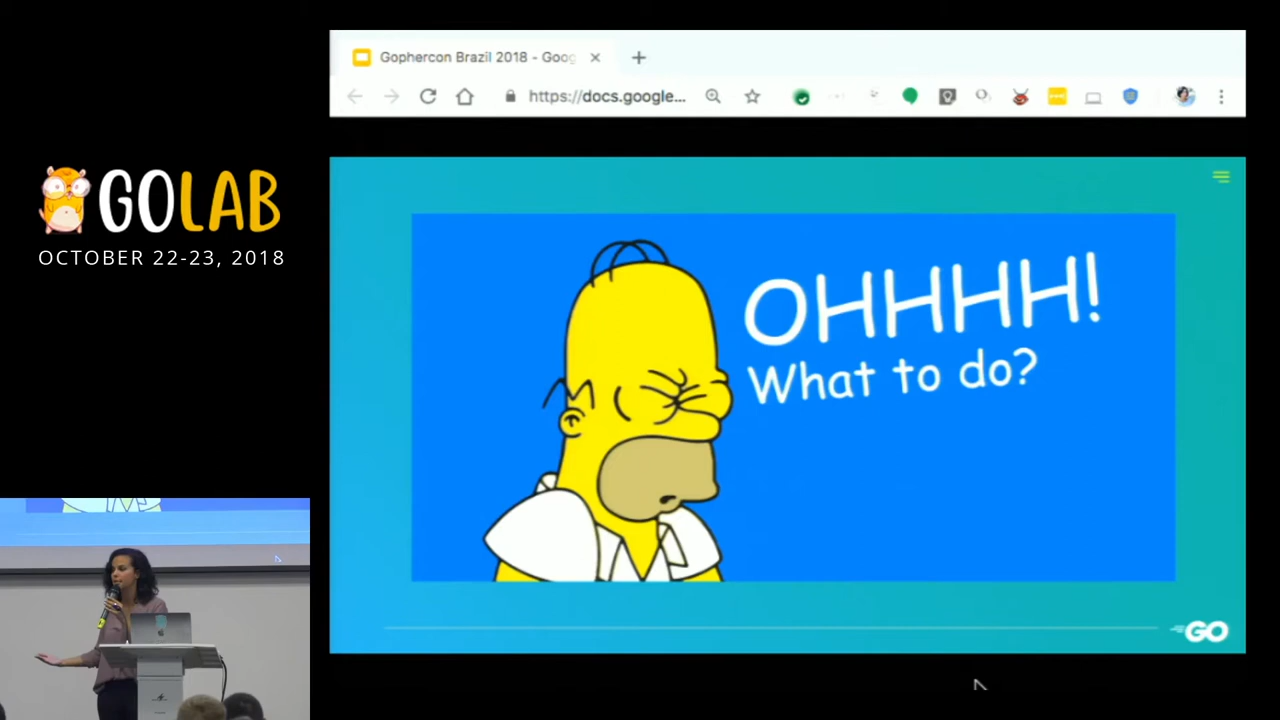 Gophercon Brazil 2018 - Goog
https://docs.google...
GOLAB
OCTOBER 22-23, 2018
OHHHH!
What to do?
GO